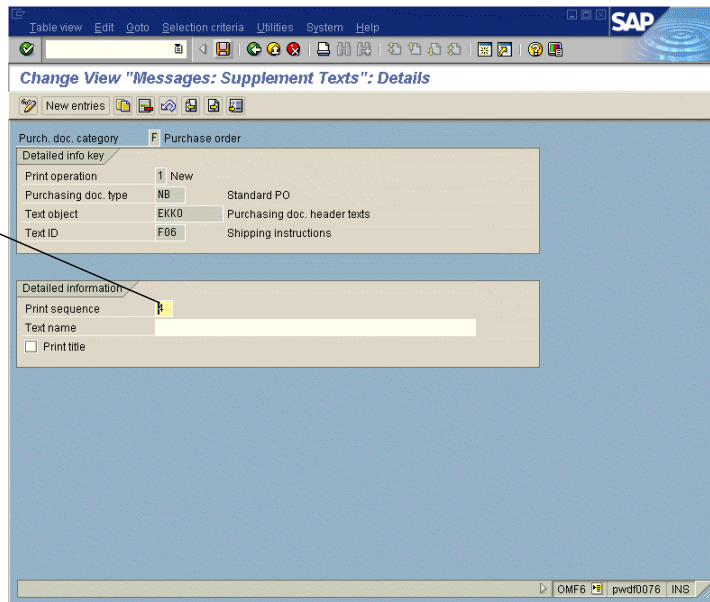 Table view Edit Goto Selection criteria Utilities System Help
SAP
Change View "Messages: Supplement Texts": Details
New entries
Purch. doc. category F Purchase order
Detailed info key
Print operation 1 New
Purchasing doc. type NB Standard PO
Text object EKKO Purchasing doc. header texts
Text ID F06 Shipping instructions
Detailed information
Print sequence 4
Text name
Print title
OMF6 pwdf0076 INS